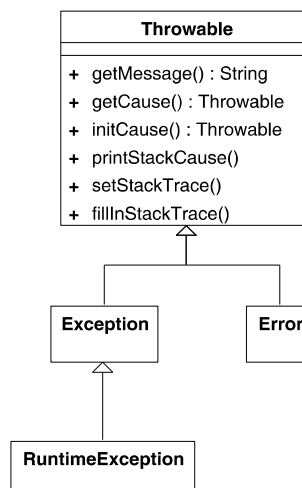 Throwable
+ getMessage() : String
+ getCause() : Throwable
+ initCause() : Throwable
+ printStackCause()
+ setStackTrace()
+ fillInStackTrace()
Exception
Error
RuntimeException